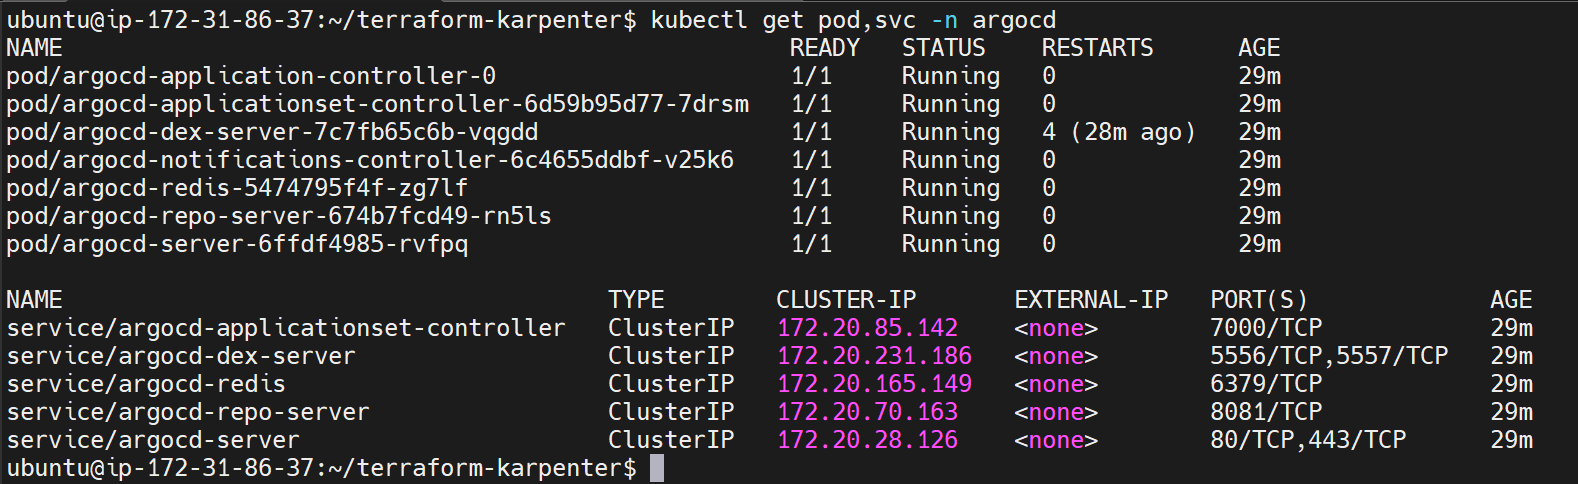 ubuntu@ip-172-31-86-37:~/terraform-karpenter$ kubectl get pod,svc -n argocd
NAME READY STATUS RESTARTS AGE
pod/argocd-application-controller-0 1/1 Running 0 29m
pod/argocd-applicationset-controller-6d59b95d77-7drsm 1/1 Running 0 29m
pod/argocd-dex-server-7c7fb65c6b-vqgdd 1/1 Running 4 (28m ago) 29m
pod/argocd-notifications-controller-6c4655ddbf-v25k6 1/1 Running 0 29m
pod/argocd-redis-5474795f4f-zg7lf 1/1 Running 0 29m
pod/argocd-repo-server-674b7fcd49-rn5ls 1/1 Running 0 29m
pod/argocd-server-6ffdf4985-rvfpq 1/1 Running 0 29m
NAME TYPE CLUSTER-IP EXTERNAL-IP PORT(S) AGE
service/argocd-applicationset-controller ClusterIP 172.20.85.142 <none> 7000/TCP 29m
service/argocd-dex-server ClusterIP 172.20.231.186 <none> 5556/TCP,5557/TCP 29m
service/argocd-redis ClusterIP 172.20.165.149 <none> 6379/TCP 29m
service/argocd-repo-server ClusterIP 172.20.70.163 <none> 8081/TCP 29m
service/argocd-server ClusterIP 172.20.28.126 <none> 80/TCP,443/TCP 29m
ubuntu@ip-172-31-86-37:~/terraform-karpenter$